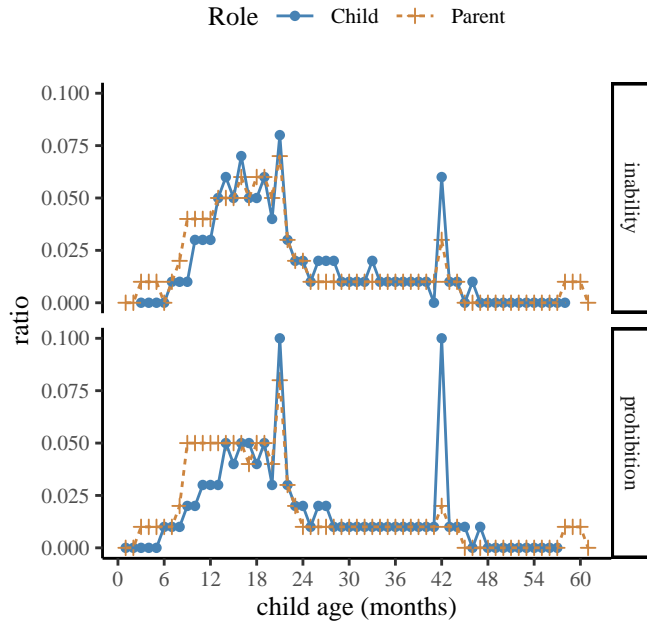 Role Child Parent
0.100
0.075
0.050
0.025
0.000
inability
ratio
0.100
0.075
0.050
0.025
0.000
prohibition
0 6 12 18 24 30 36 42 48 54 60
child age (months)